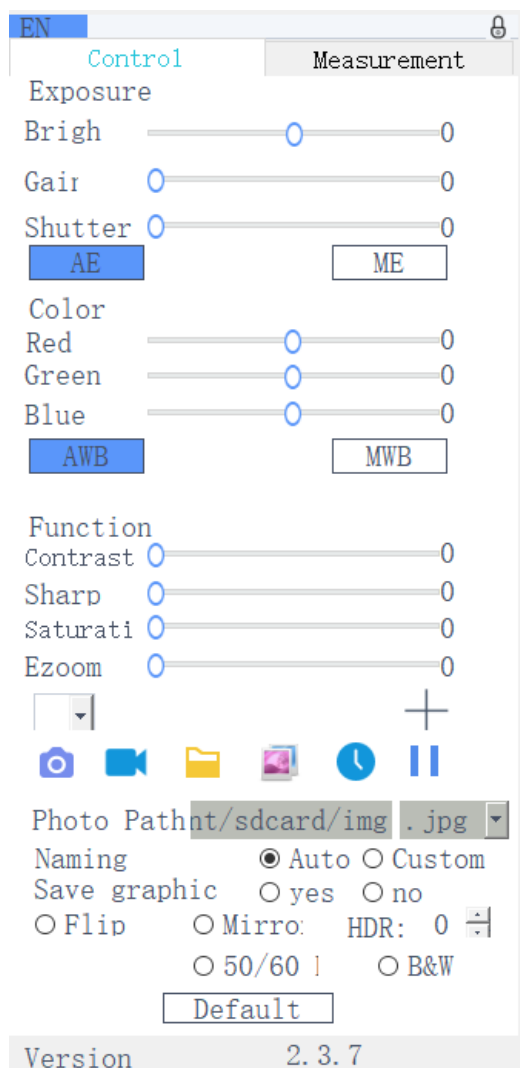 EN
Control Measurement
Exposure
Brigh 0
Gair 0
Shutter 0
AE ME
Color
Red 0
Green 0
Blue 0
AWB MWB
Function
Contrast 0
Sharp 0
Saturati 0
Ezoom 0
Photo Path nt/sdcard/img .jpg
Naming Auto Custom
Save graphic yes no
Flip Mirro HDR: 0
50/60 B&W
Default
Version 2.3.7